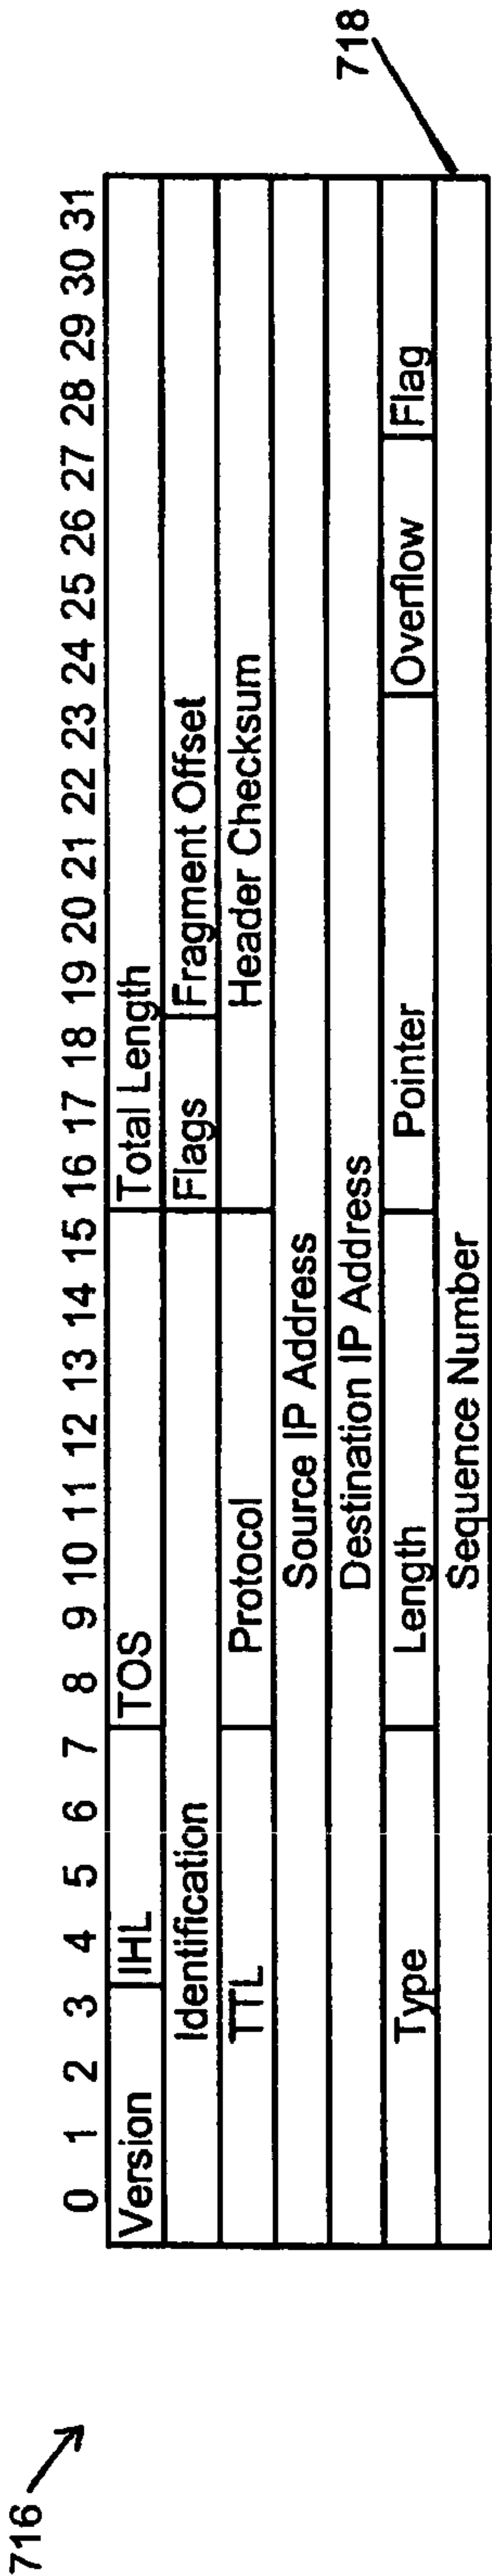 716
0 1 2 3 4 5 6 7 8 9 10 11 12 13 14 15 16 17 18 19 20 21 22 23 24 25 26 27 28 29 30 31
Version IHL TOS Total Length
Identification Flags Fragment Offset
TTL Protocol Header Checksum
Source IP Address
Destination IP Address
Type Length Pointer Overflow Flag
Sequence Number
718